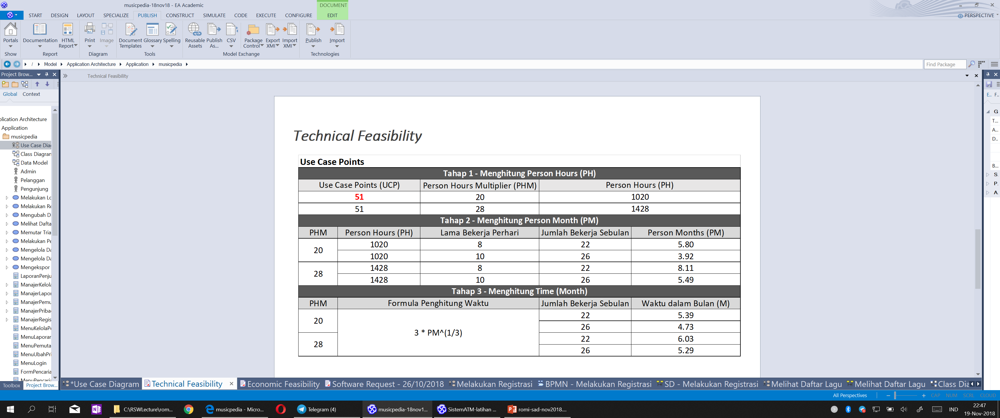 musicpedia-18nov18 - EA Academic
DOCUMENT
START DESIGN LAYOUT SPECIALIZE PUBLISH CONSTRUCT SIMULATE CODE EXECUTE CONFIGURE EDIT
PERSPECTIVE
Portals Documentation HTML Report Print Image Document Templates Glossary Spelling Reusable Assets Publish As... CSV Package Control Export XMI Import XMI Publish Import
Show Report Diagram Tools Model Exchange Technologies
/ Model Application Architecture Application musicpedia
Find Package
Project Brow...
Technical Feasibility
Global Context
E.. F..
plication Architecture
Application
musicpedia
Use Case Dia
Class Diagran
Data Model
Admin
Pelanggan
Pengunjung
Melakukan Lo
Melakukan Re
Mengubah D
Melihat Dafta
Memutar Tria
Melakukan Pe
Mengelola Da
Mengelola Da
Mengekspor
LaporanPenju
ManajerKelola
ManajerLapor
ManajerPemu
ManajerPriba
ManajerRegis
MenuKelolaPe
MenuLaporar
MenuPemuta
MenuUbahPri
MenuLogin
FormPencaria
MenuPencaria
Toolbox Project Brow...
Technical Feasibility
Use Case Points
Tahap 1 - Menghitung Person Hours (PH)
Use Case Points (UCP) Person Hours Multiplier (PHM) Person Hours (PH)
51 20 1020
51 28 1428
Tahap 2 - Menghitung Person Month (PM)
PHM Person Hours (PH) Lama Bekerja Perhari Jumlah Bekerja Sebulan Person Months (PM)
20 1020 8 22 5.80
1020 10 26 3.92
28 1428 8 22 8.11
1428 10 26 5.49
Tahap 3 - Menghitung Time (Month)
PHM Formula Penghitung Waktu Jumlah Bekerja Sebulan Waktu dalam Bulan (M)
20 3 * PM^(1/3) 22 5.39
26 4.73
28 22 6.03
26 5.29
G
T...
A...
D..
B...
S.
P.
A.
*Use Case Diagram Technical Feasibility Economic Feasibility Software Request - 26/10/2018 Melakukan Registrasi BPMN - Melakukan Registrasi SD - Melakukan Registrasi Melihat Daftar Lagu Melihat Daftar Lagu Class Dia
All Perspectives CAP NUM SCRL CLOUD
C:\RSWLecture\rom... musicpedia - Micro... Telegram (4) musicpedia-18nov1... SistemATM-latihan ... romi-sad-nov2018.... IND 22:47
19-Nov-2018